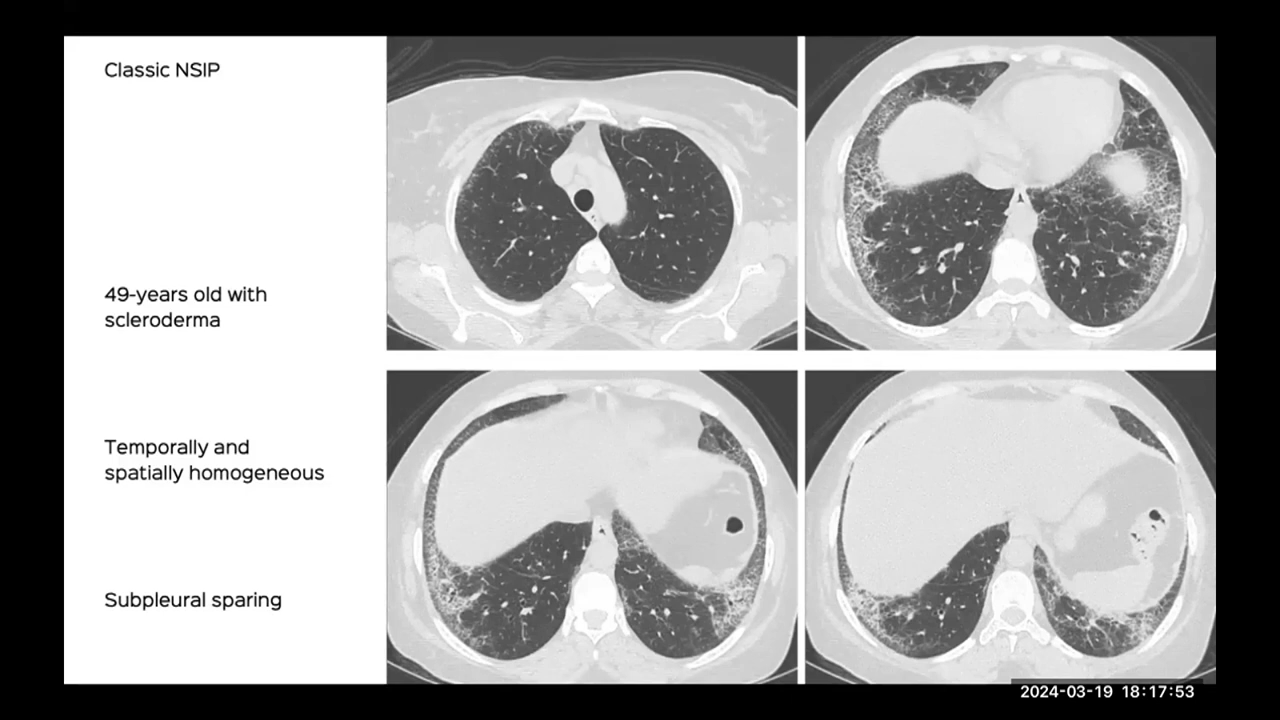 Classic NSIP
49-years old with
scleroderma
Temporally and
spatially homogeneous
Subpleural sparing
2024-03-19 18:17:53